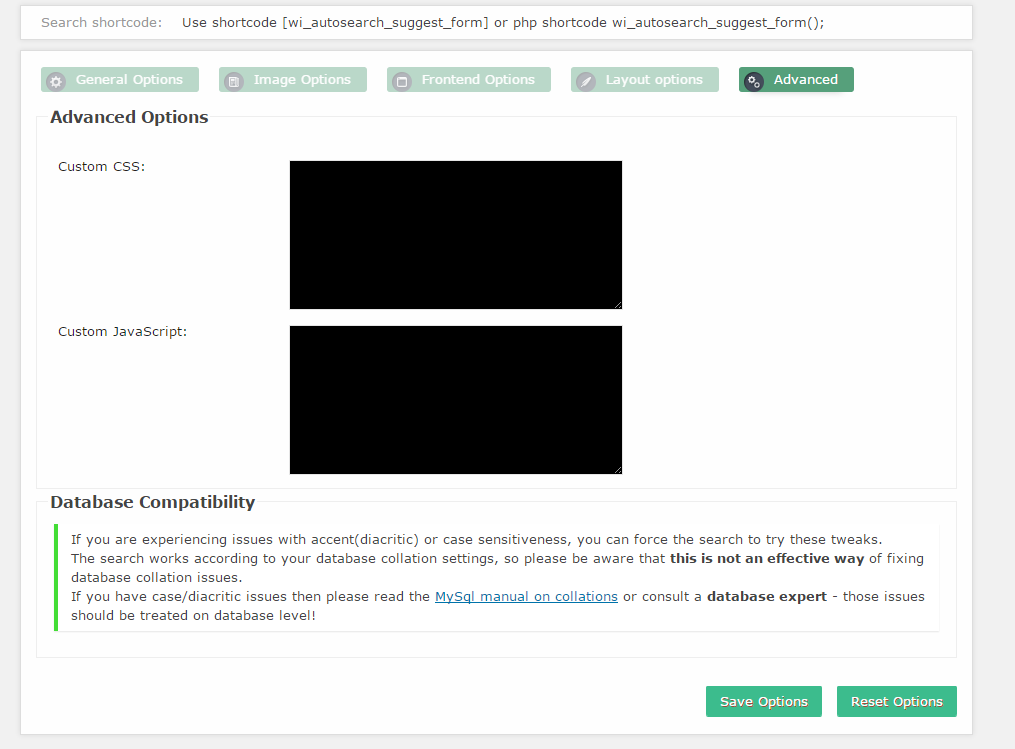 Search shortcode: Use shortcode [wi_autosearch_suggest_form] or php shortcode wi_autosearch_suggest_form();
General Options Image Options Frontend Options Layout options Advanced
Advanced Options
Custom CSS:
Custom JavaScript:
Database Compatibility
If you are experiencing issues with accent(diacritic) or case sensitiveness, you can force the search to try these tweaks.
The search works according to your database collation settings, so please be aware that this is not an effective way of fixing
database collation issues.
If you have case/diacritic issues then please read the MySql manual on collations or consult a database expert - those issues
should be treated on database level!
Save Options Reset Options